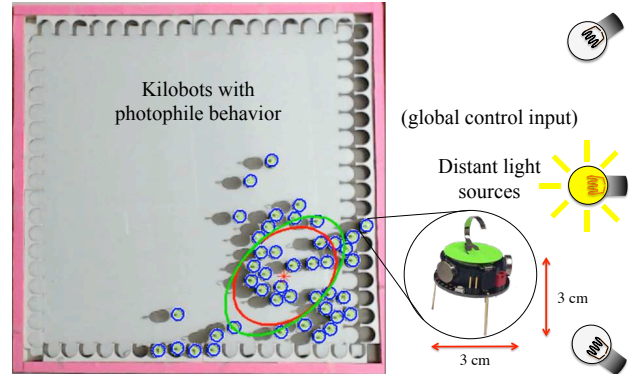 Kilobots with
photophile behavior
(global control input)
Distant light
sources
3 cm
3 cm